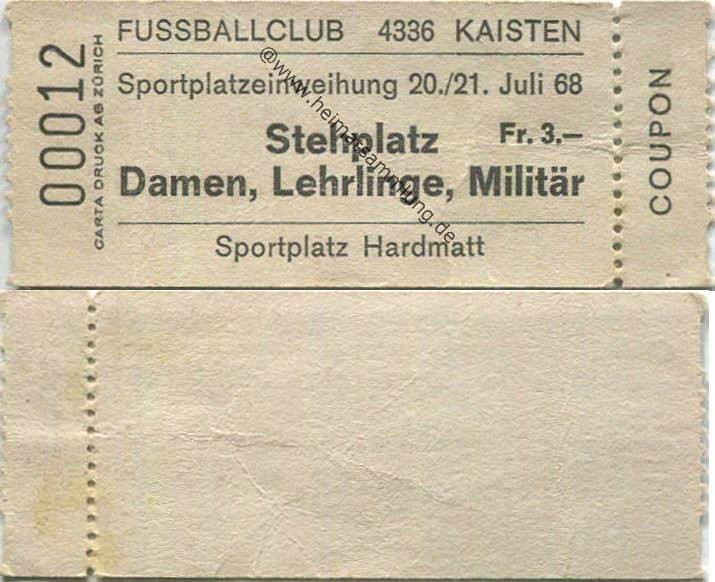 FUSSBALLCLUB 4336 KAISTEN
Sportplatzeinweihung 20./21. Juli 68
Stehplatz Fr. 3.—
Damen, Lehrlinge, Militär
Sportplatz Hardmatt
00012
CARTA DRUCK AG ZÜRICH
COUPON
@www.heimatsammlung.de